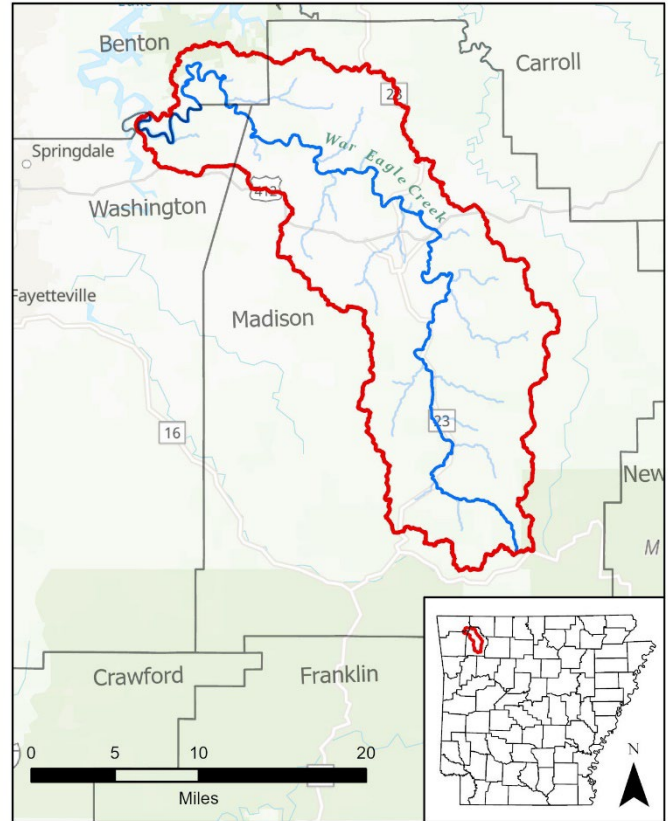 Benton
Carroll
23
War Eagle Creek
Springdale
412
Washington
Fayetteville
Madison
16
23
New
M
Crawford
Franklin
0 5 10 20
Miles
N